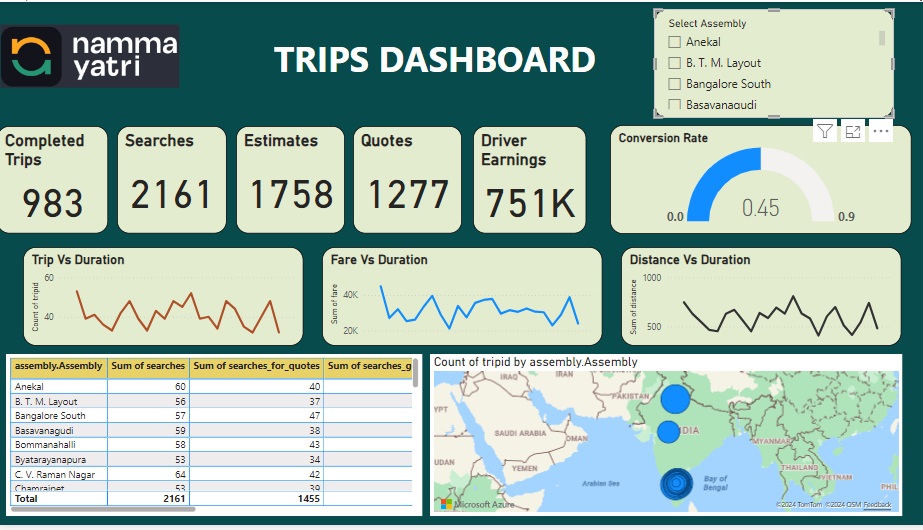 namma
yatri
TRIPS DASHBOARD
Select Assembly
Anekal
B. T. M. Layout
Bangalore South
Basavanagudi
Completed
Trips
983
Searches
2161
Estimates
1758
Quotes
1277
Driver
Earnings
751K
Conversion Rate
0.0
0.45
0.9
Trip Vs Duration
Count of tripid
60
40
Fare Vs Duration
Sum of fare
40K
20K
Distance Vs Duration
Sum of distance
1000
500
assembly.Assembly Sum of searches Sum of searches_for_quotes Sum of searches_g
Anekal 60 40
B. T. M. Layout 56 37
Bangalore South 57 47
Basavanagudi 59 38
Bommanahalli 58 43
Byatarayanapura 53 34
C. V. Raman Nagar 64 42
Chamrajpet 53 39
Total 2161 1455
Count of tripid by assembly.Assembly
IRAQ
IRAN
PAKISTAN
YPT
SAUDI ARABIA
OMAN
DIA
MYANMAR
UDAN
YEMEN
THAILAND
VIETNAM
Arabian Sea
Bay of
Bengal
PHIL
Microsoft Azure
©2024 TomTom ©2024 OSM Feedback